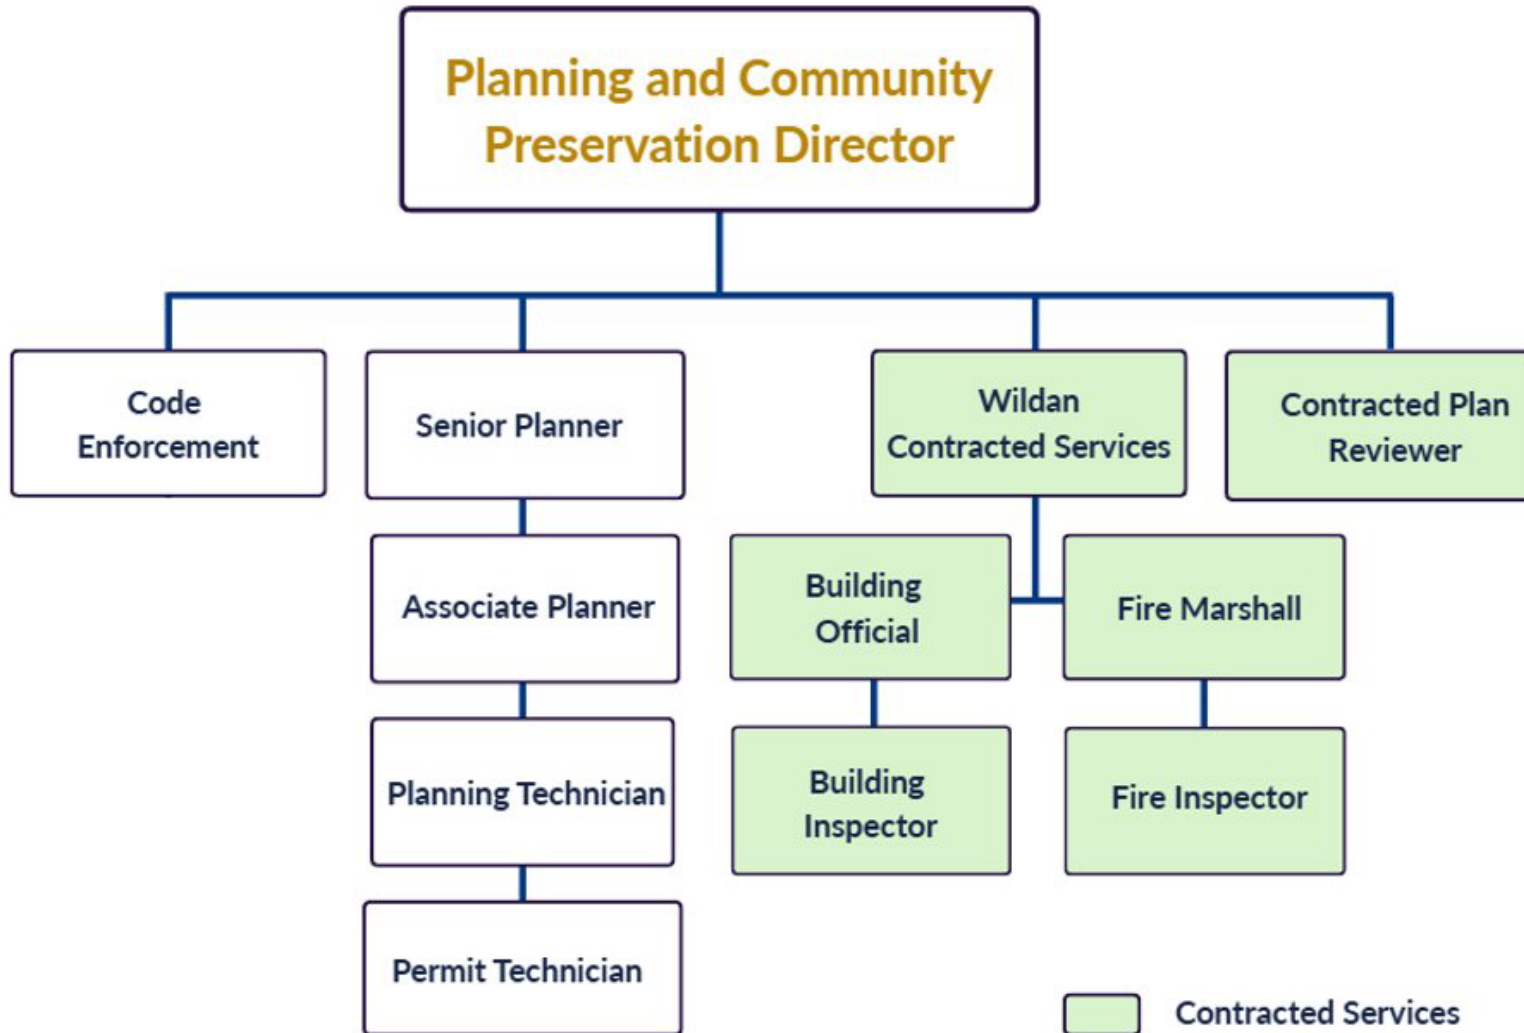 Planning and Community
Preservation Director
Code
Enforcement
Senior Planner
Wildan
Contracted Services
Contracted Plan
Reviewer
Associate Planner
Building
Official
Fire Marshall
Planning Technician
Building
Inspector
Fire Inspector
Permit Technician
Contracted Services